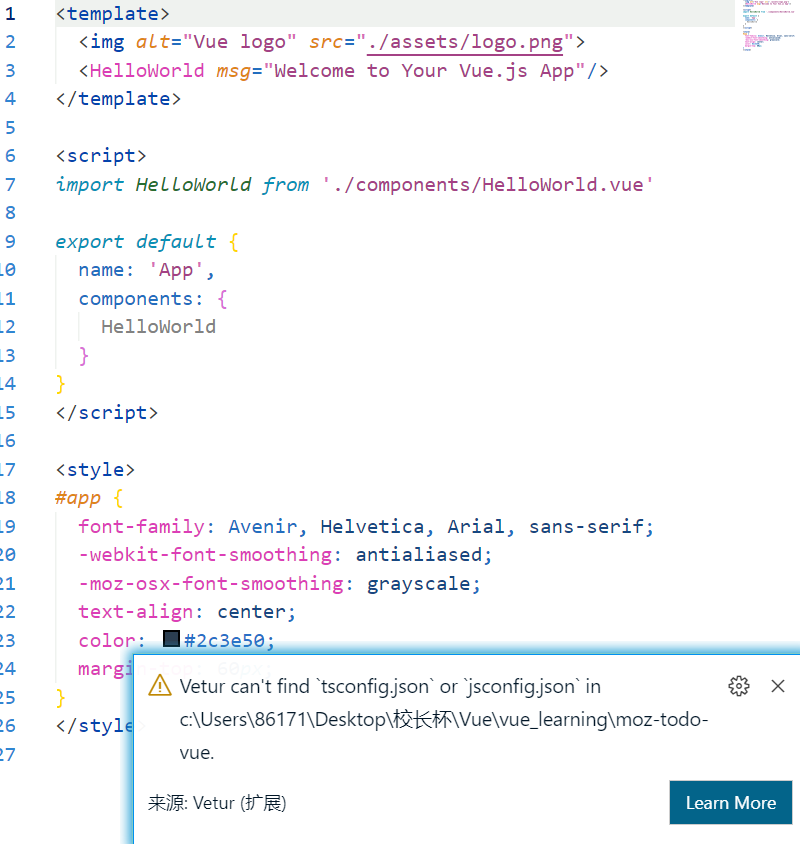 1 <template>
2   <img alt="Vue logo" src="./assets/logo.png">
3   <HelloWorld msg="Welcome to Your Vue.js App"/>
4 </template>
5
6 <script>
7 import HelloWorld from './components/HelloWorld.vue'
8
9 export default {
10   name: 'App',
11   components: {
12     HelloWorld
13   }
14 }
15 </script>
16
17 <style>
18 #app {
19   font-family: Avenir, Helvetica, Arial, sans-serif;
20   -webkit-font-smoothing: antialiased;
21   -moz-osx-font-smoothing: grayscale;
22   text-align: center;
23   color: #2c3e50;
24   margin-top: 60px;
25 }
26 </style
27
Vetur can't find `tsconfig.json` or `jsconfig.json` in
c:\Users\86171\Desktop\校长杯\Vue\vue_learning\moz-todo-
vue.
来源: Vetur (扩展)
Learn More